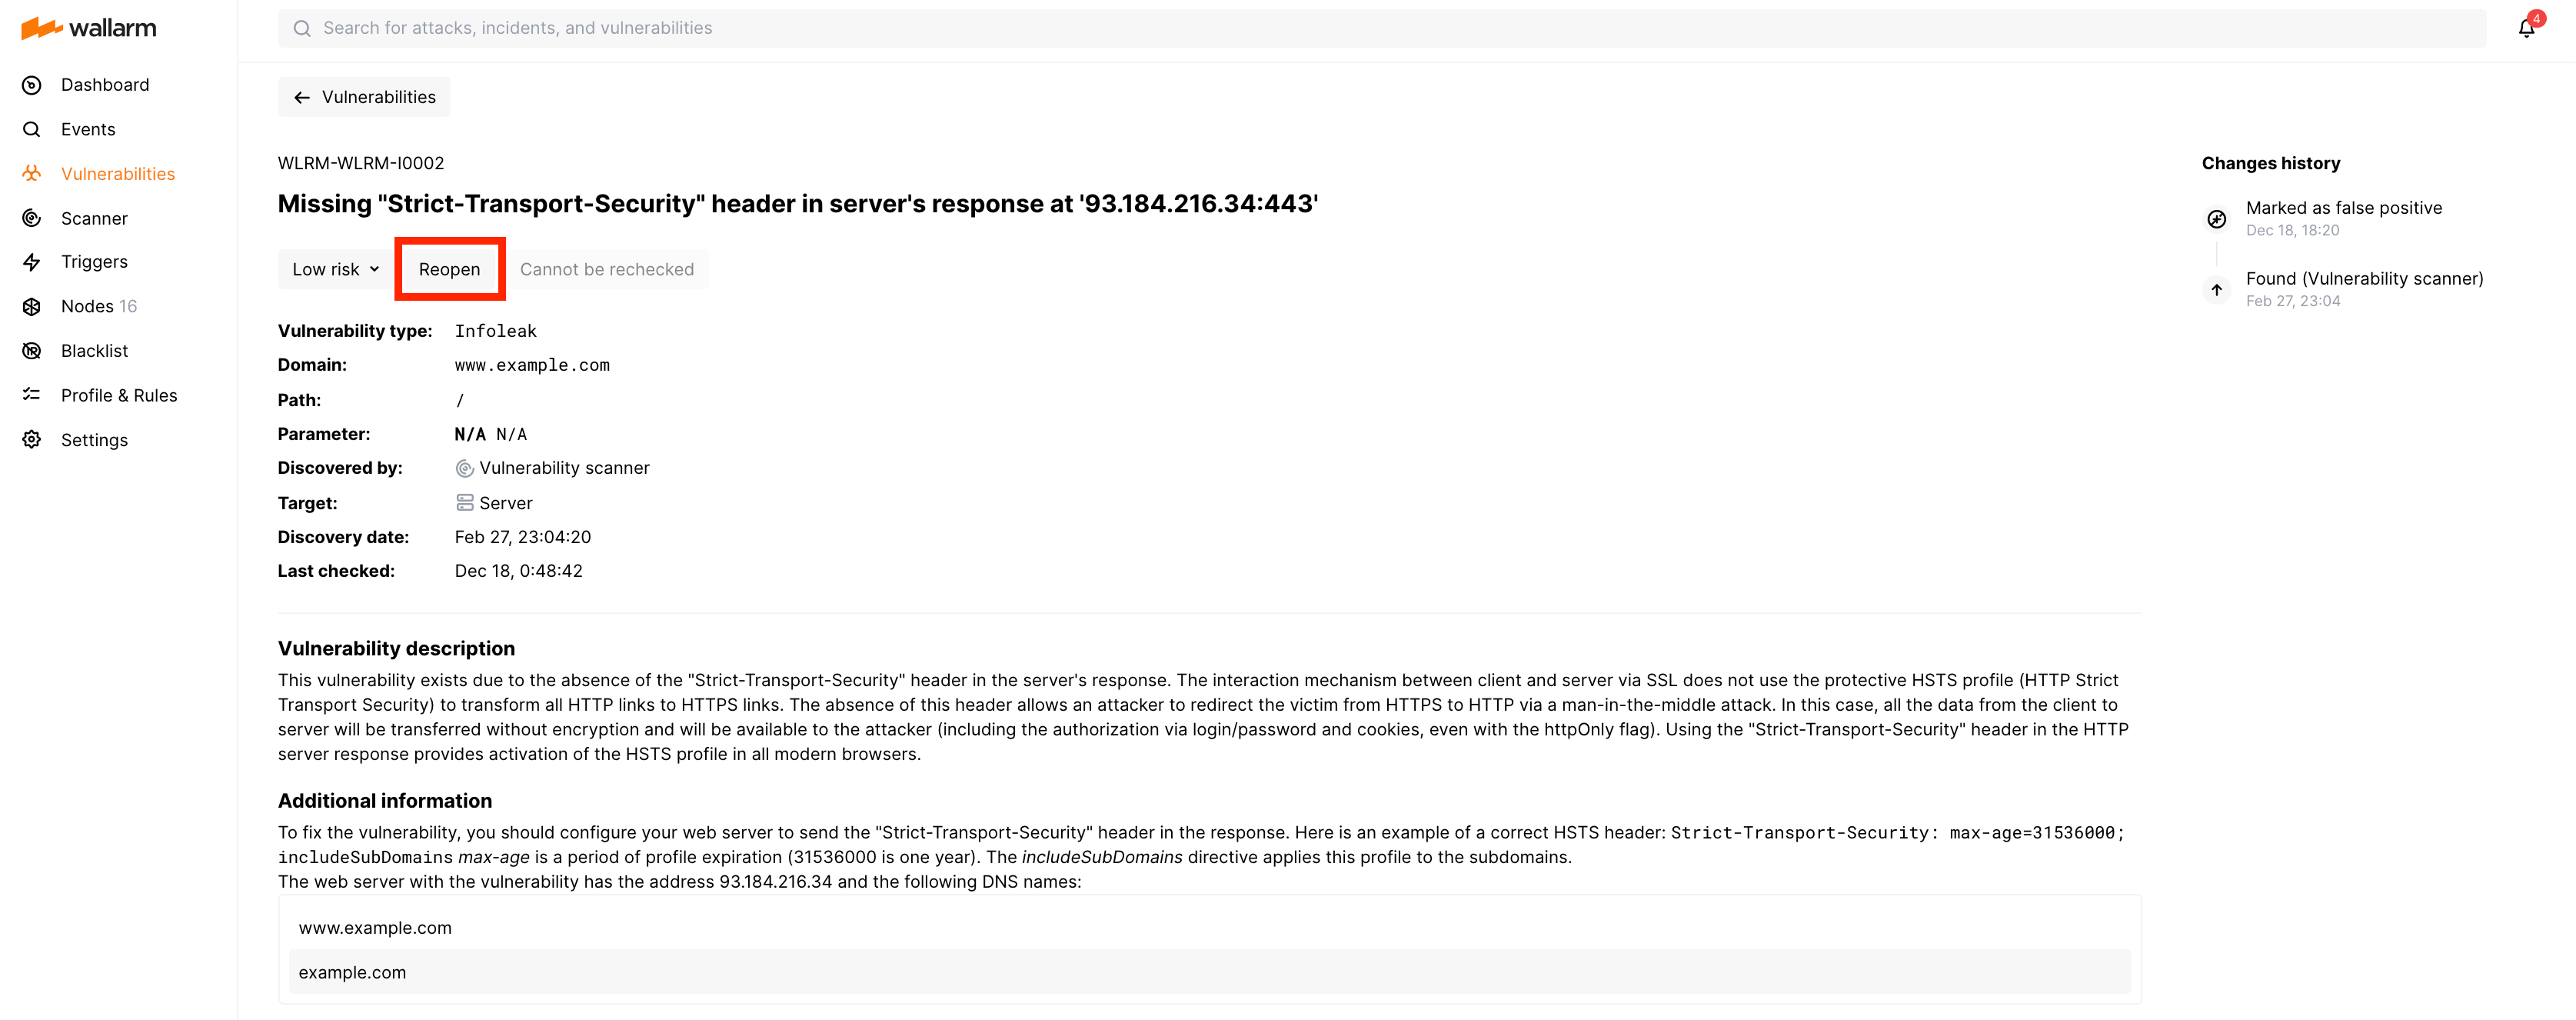 wallarm
Search for attacks, incidents, and vulnerabilities
4
Dashboard
Events
Vulnerabilities
Scanner
Triggers
Nodes 16
Blacklist
Profile & Rules
Settings
Vulnerabilities
WLRM-WLRM-I0002
Missing "Strict-Transport-Security" header in server's response at '93.184.216.34:443'
Low risk Reopen Cannot be rechecked
Vulnerability type: Infoleak
Domain: www.example.com
Path: /
Parameter: N/A N/A
Discovered by: Vulnerability scanner
Target: Server
Discovery date: Feb 27, 23:04:20
Last checked: Dec 18, 0:48:42
Vulnerability description
This vulnerability exists due to the absence of the "Strict-Transport-Security" header in the server's response. The interaction mechanism between client and server via SSL does not use the protective HSTS profile (HTTP Strict
Transport Security) to transform all HTTP links to HTTPS links. The absence of this header allows an attacker to redirect the victim from HTTPS to HTTP via a man-in-the-middle attack. In this case, all the data from the client to
server will be transferred without encryption and will be available to the attacker (including the authorization via login/password and cookies, even with the httpOnly flag). Using the "Strict-Transport-Security" header in the HTTP
server response provides activation of the HSTS profile in all modern browsers.
Additional information
To fix the vulnerability, you should configure your web server to send the "Strict-Transport-Security" header in the response. Here is an example of a correct HSTS header: Strict-Transport-Security: max-age=31536000;
includeSubDomains max-age is a period of profile expiration (31536000 is one year). The includeSubDomains directive applies this profile to the subdomains.
The web server with the vulnerability has the address 93.184.216.34 and the following DNS names:
www.example.com
example.com
Changes history
Marked as false positive
Dec 18, 18:20
Found (Vulnerability scanner)
Feb 27, 23:04